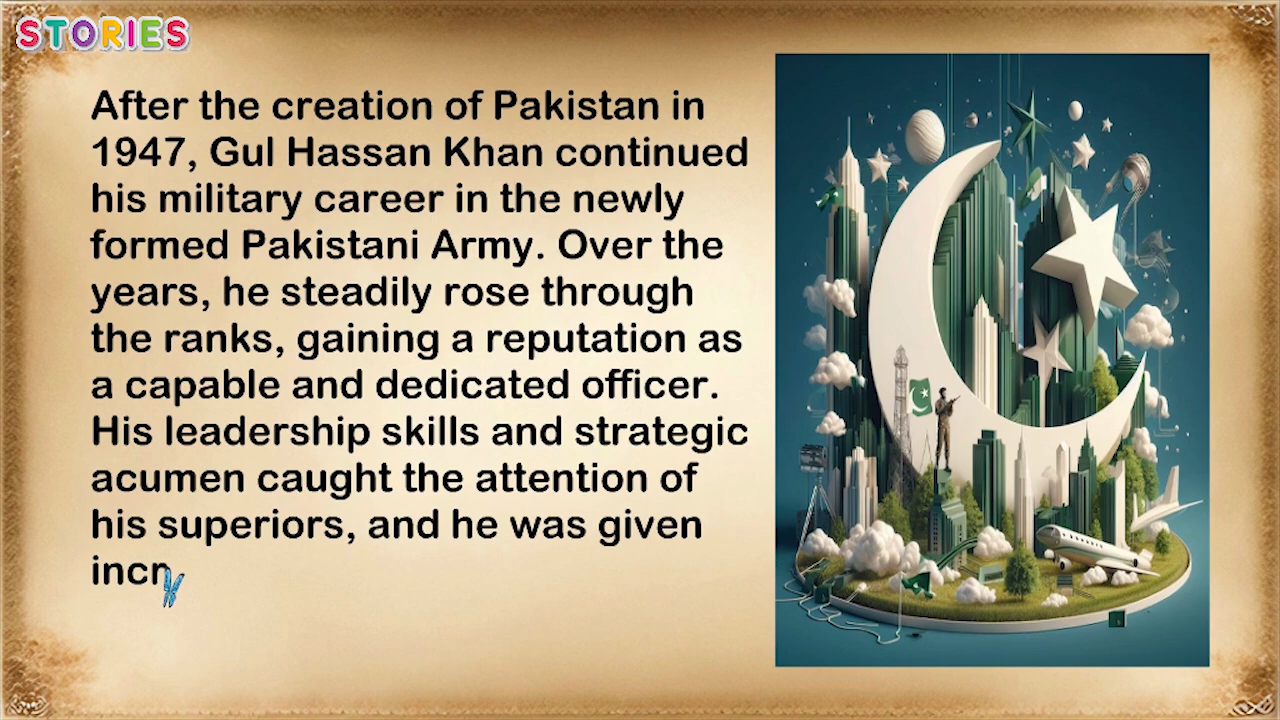 STORIES
After the creation of Pakistan in
1947, Gul Hassan Khan continued
his military career in the newly
formed Pakistani Army. Over the
years, he steadily rose through
the ranks, gaining a reputation as
a capable and dedicated officer.
His leadership skills and strategic
acumen caught the attention of
his superiors, and he was given
incr